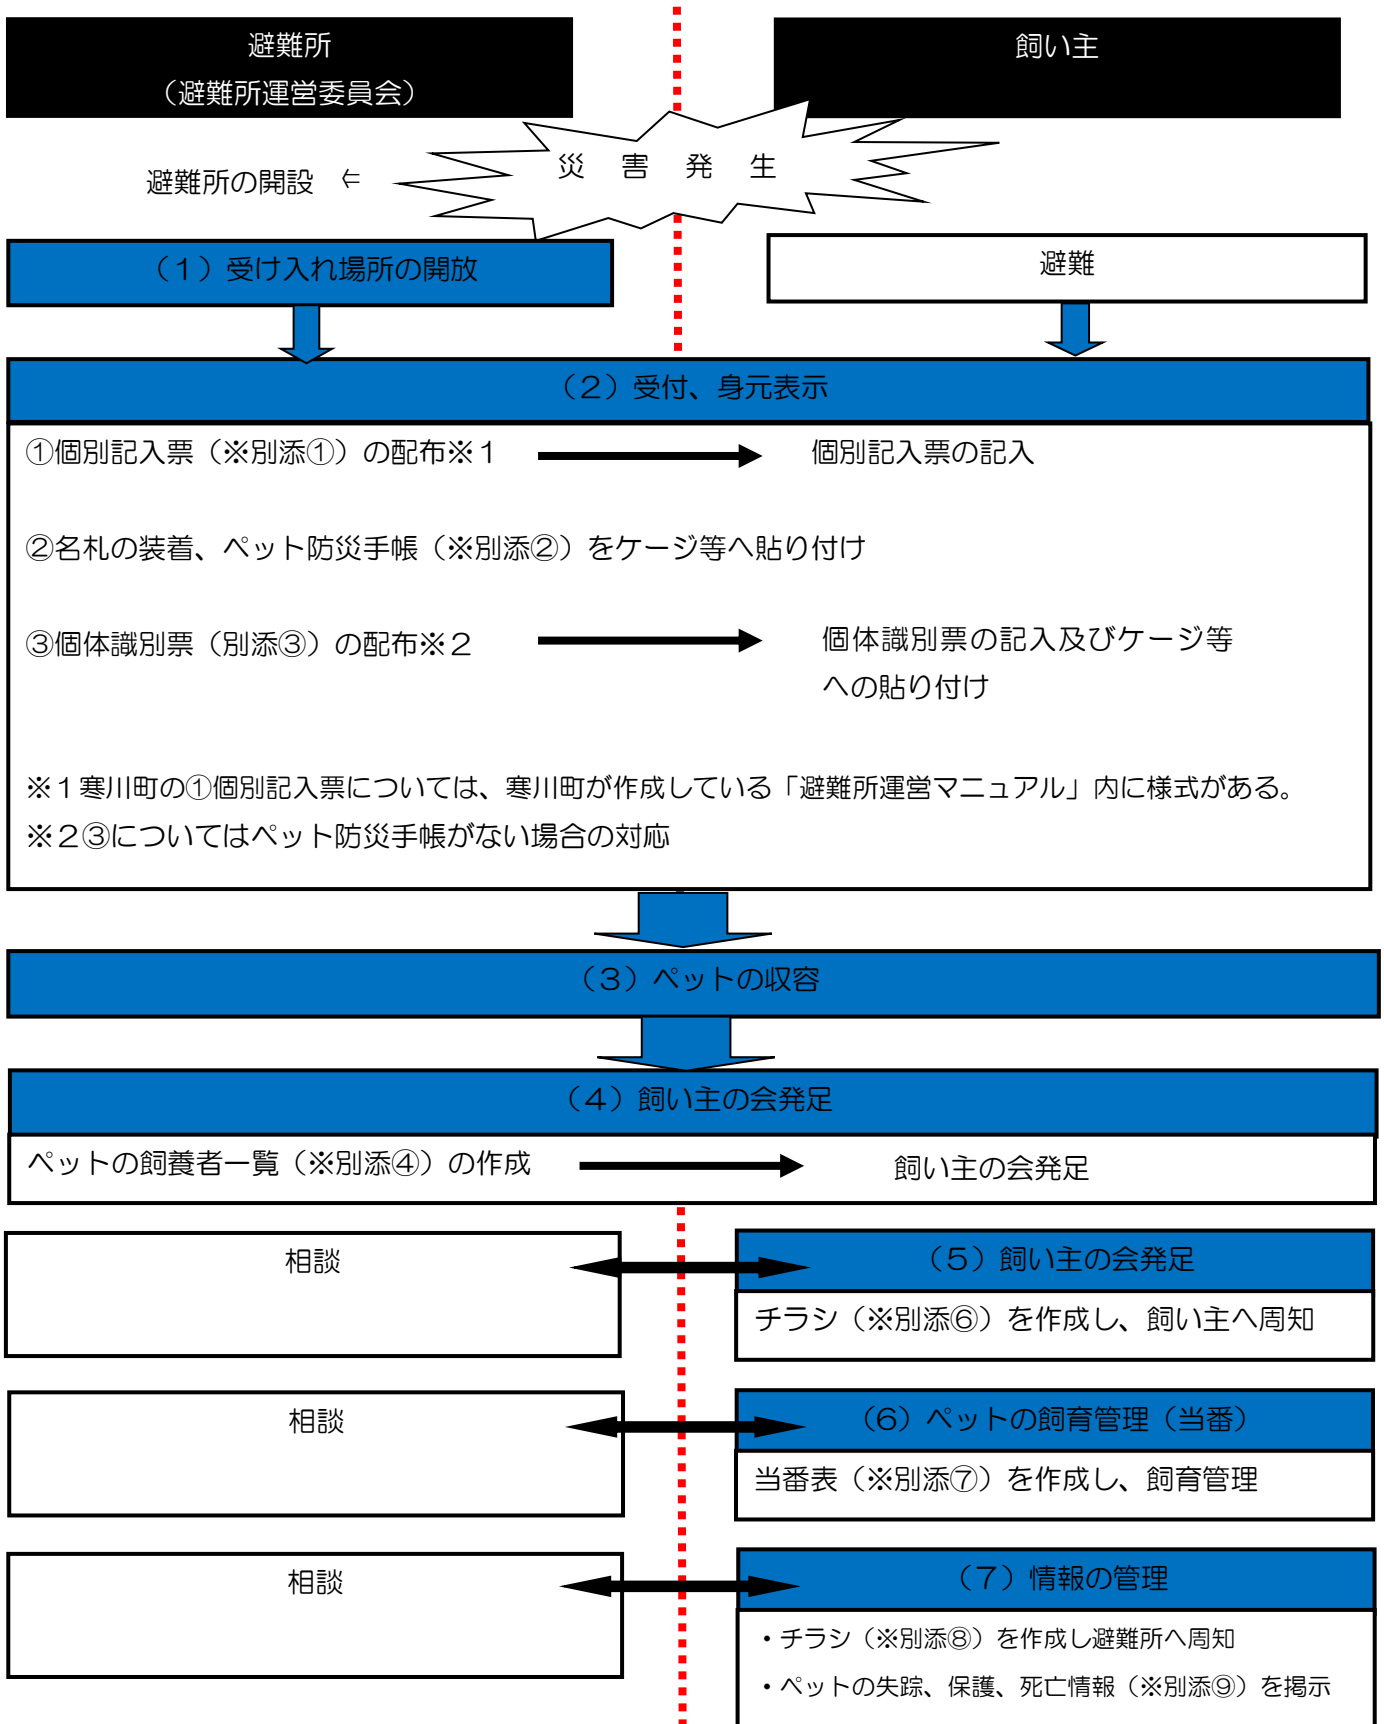 避難所
（避難所運営委員会）
飼い主
災　害　発　生
避難所の開設　⇐
（１）受け入れ場所の開放
避難
（２）受付、身元表示
①個別記入票（※別添①）の配布※１
個別記入票の記入
②名札の装着、ペット防災手帳（※別添②）をケージ等へ貼り付け
③個体識別票（別添③）の配布※２
個体識別票の記入及びケージ等
への貼り付け
※１寒川町の①個別記入票については、寒川町が作成している「避難所運営マニュアル」内に様式がある。
※２③についてはペット防災手帳がない場合の対応
（３）ペットの収容
（４）飼い主の会発足
ペットの飼養者一覧（※別添④）の作成
飼い主の会発足
相談
（５）飼い主の会発足
チラシ（※別添⑥）を作成し、飼い主へ周知
相談
（６）ペットの飼育管理（当番）
当番表（※別添⑦）を作成し、飼育管理
相談
（７）情報の管理
・チラシ（※別添⑧）を作成し避難所へ周知
・ペットの失踪、保護、死亡情報（※別添⑨）を掲示